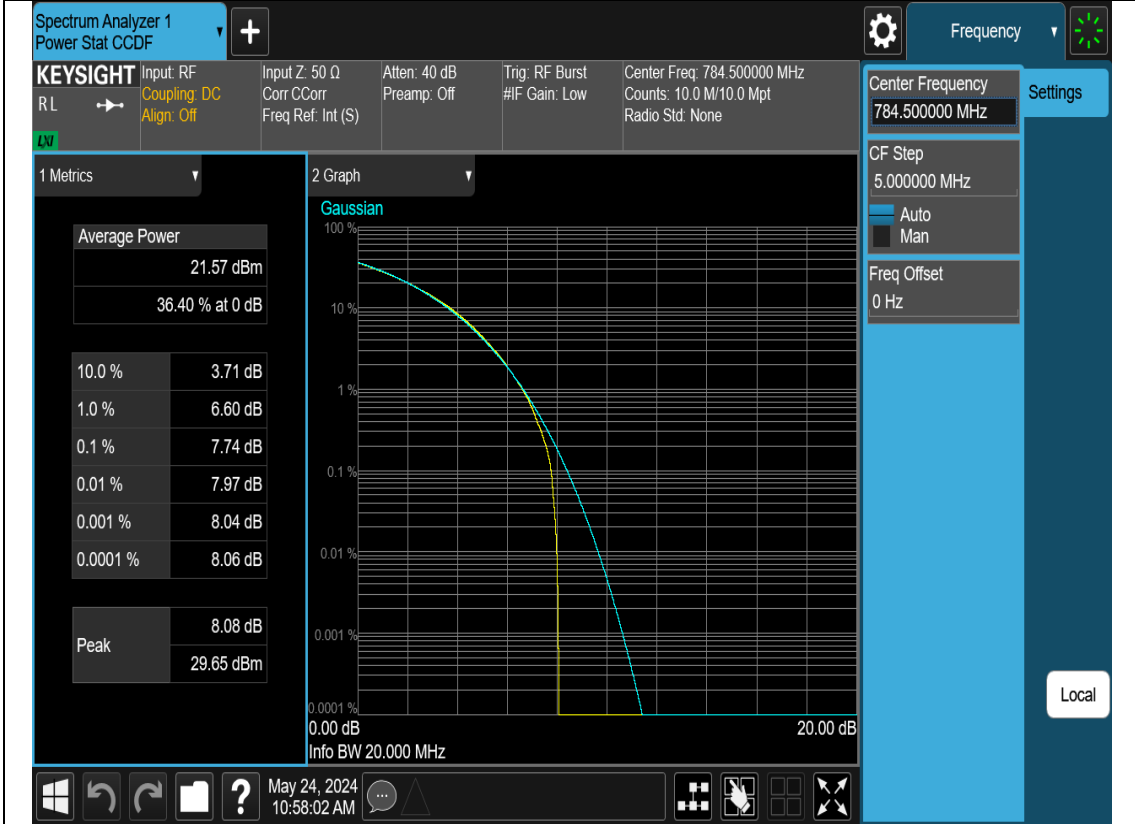 Spectrum Analyzer 1
Power Stat CCDF
Frequency
KEYSIGHT
RL
LXI
Input: RF
Coupling: DC
Align: Off
Input Z: 50 Ω
Corr CCorr
Freq Ref: Int (S)
Atten: 40 dB
Preamp: Off
Trig: RF Burst
#IF Gain: Low
Center Freq: 784.500000 MHz
Counts: 10.0 M/10.0 Mpt
Radio Std: None
Center Frequency
784.500000 MHz
Settings
CF Step
5.000000 MHz
Auto
Man
Freq Offset
0 Hz
1 Metrics
Average Power
21.57 dBm
36.40 % at 0 dB
10.0 % 3.71 dB
1.0 % 6.60 dB
0.1 % 7.74 dB
0.01 % 7.97 dB
0.001 % 8.04 dB
0.0001 % 8.06 dB
Peak
8.08 dB
29.65 dBm
2 Graph
Gaussian
100 %
10 %
1 %
0.1 %
0.01 %
0.001 %
0.0001 %
0.00 dB 20.00 dB
Info BW 20.000 MHz
Local
?
May 24, 2024
10:58:02 AM